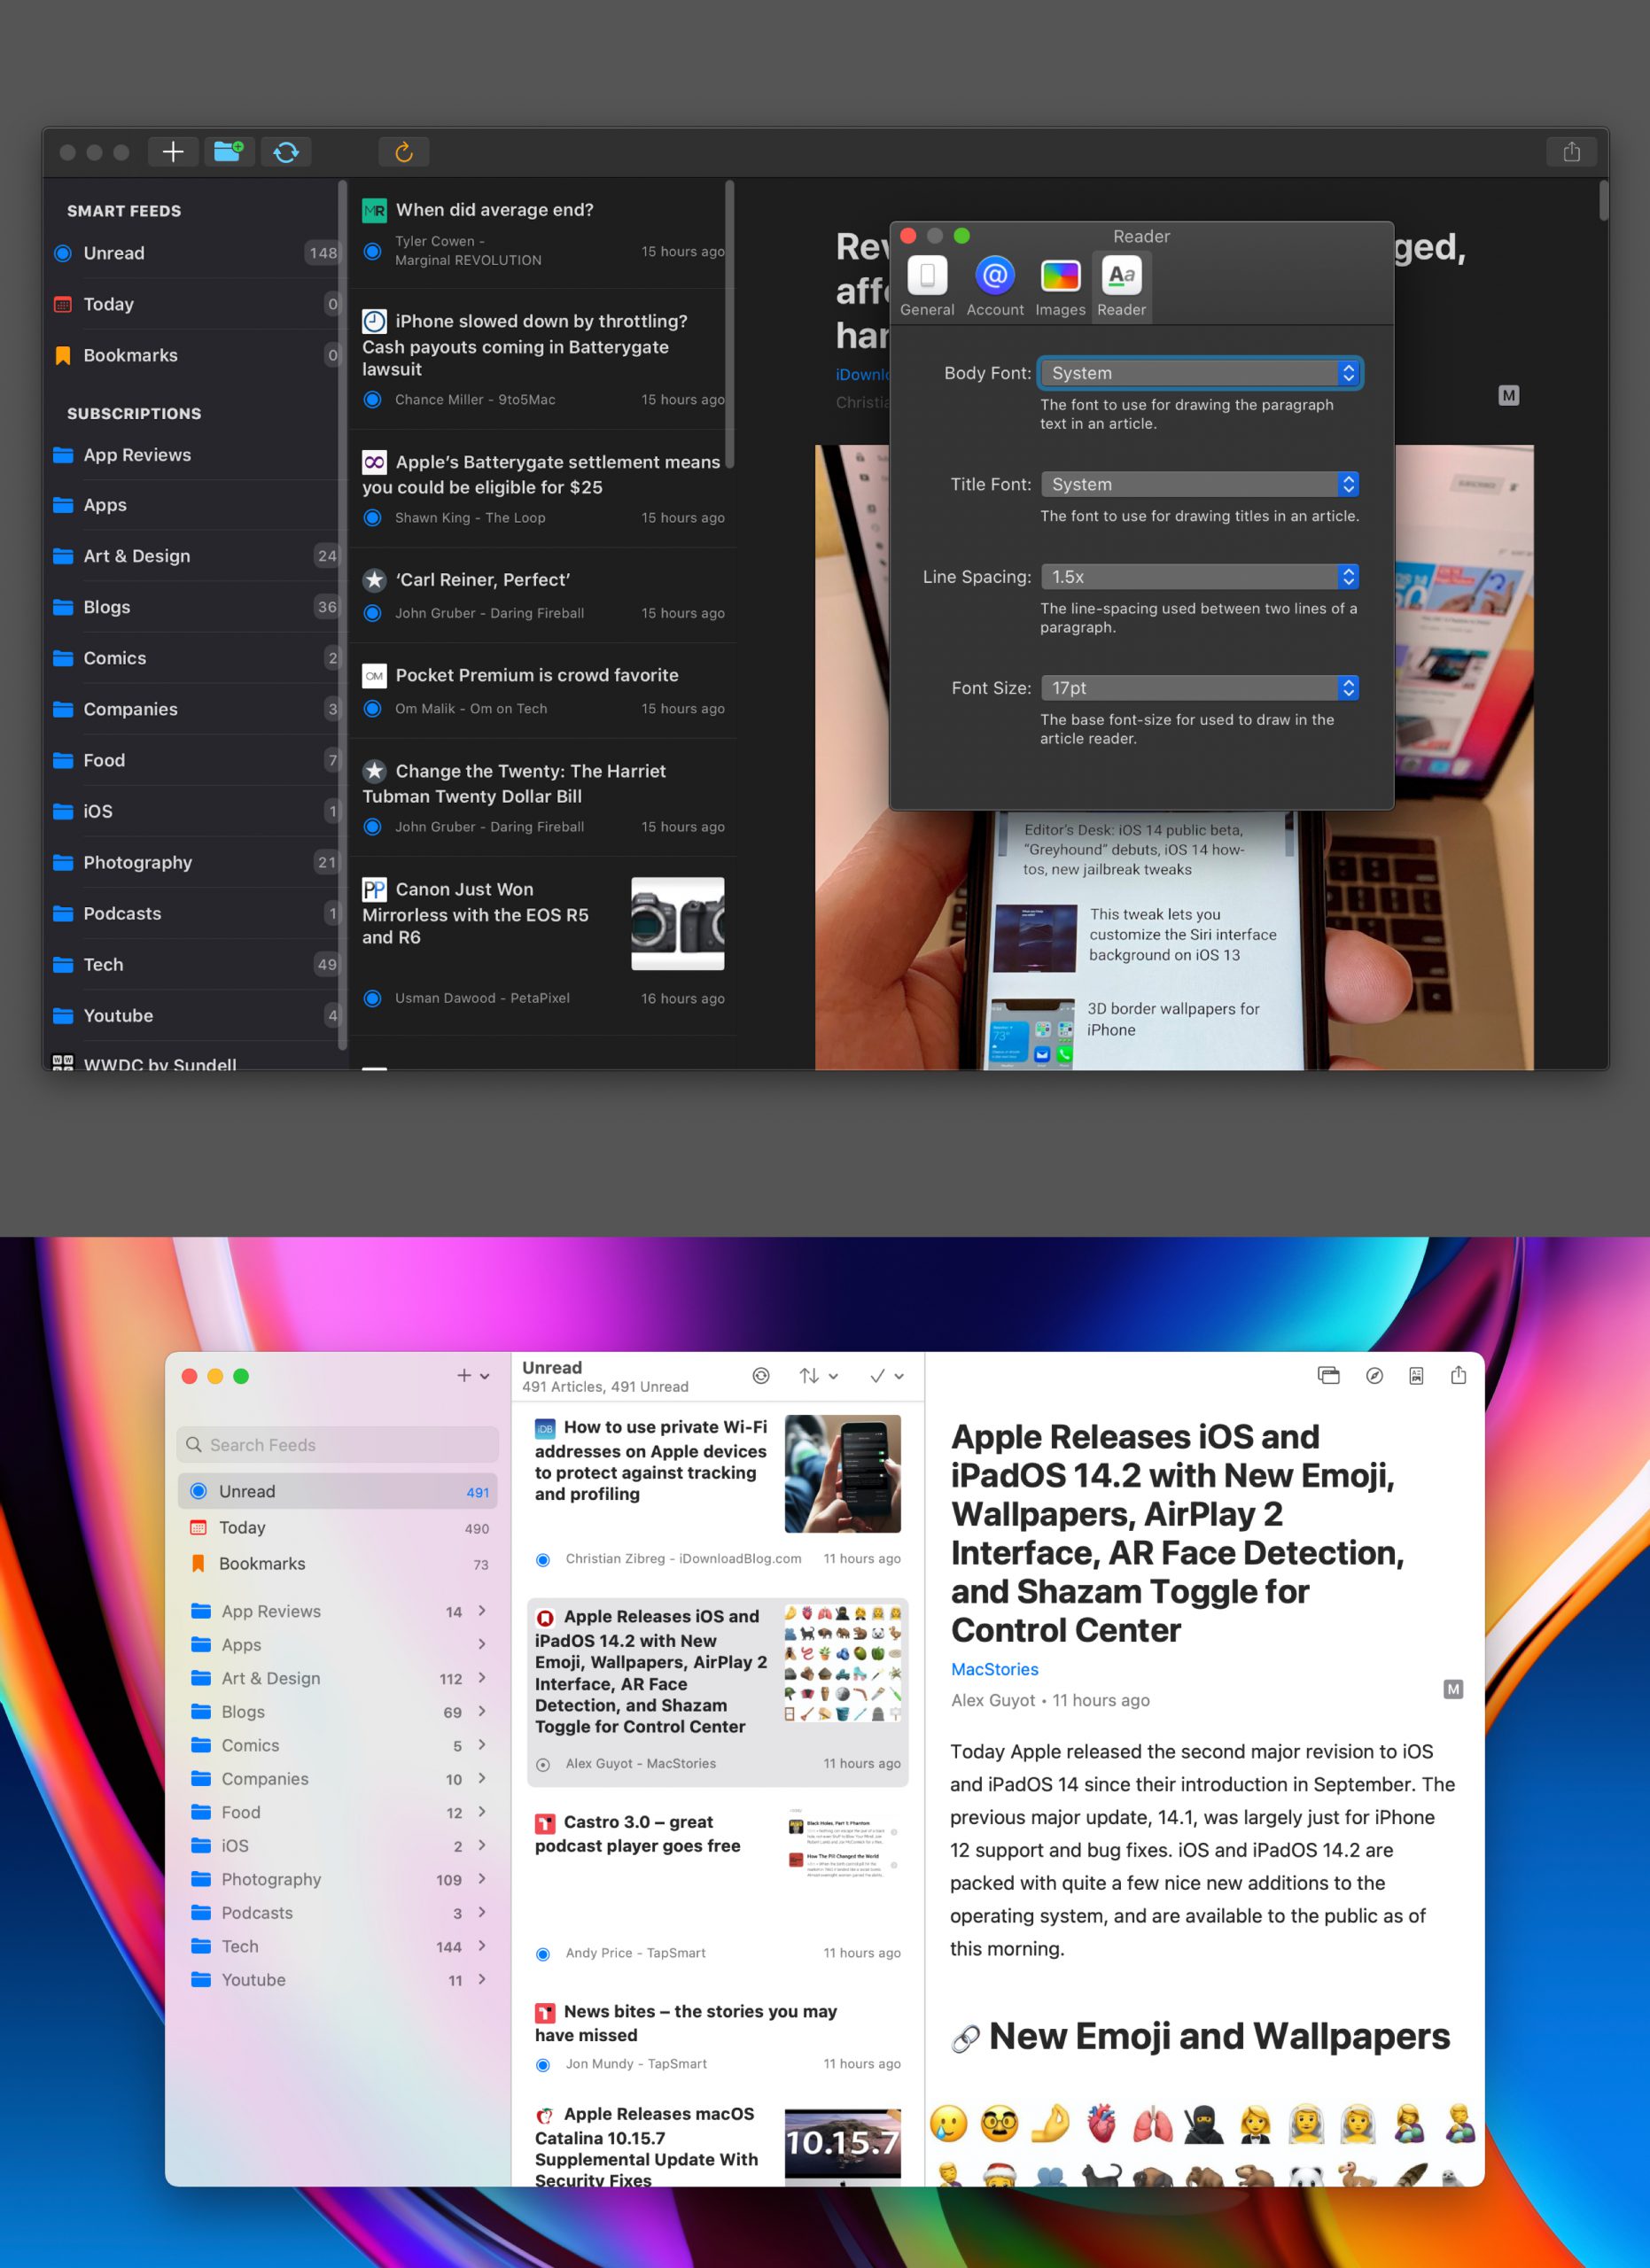 SMART FEEDS
Unread 148
Today 0
Bookmarks 0
SUBSCRIPTIONS
App Reviews
Apps
Art & Design 24
Blogs 36
Comics 2
Companies 3
Food 7
iOS 1
Photography 21
Podcasts 1
Tech 49
Youtube 4
WWDC by Sundell
MR When did average end?
Tyler Cowen -
Marginal REVOLUTION
15 hours ago
iPhone slowed down by throttling?
Cash payouts coming in Batterygate
lawsuit
Chance Miller - 9to5Mac 15 hours ago
Apple’s Batterygate settlement means
you could be eligible for $25
Shawn King - The Loop 15 hours ago
‘Carl Reiner, Perfect’
John Gruber - Daring Fireball 15 hours ago
OM Pocket Premium is crowd favorite
Om Malik - Om on Tech 15 hours ago
Change the Twenty: The Harriet
Tubman Twenty Dollar Bill
John Gruber - Daring Fireball 15 hours ago
PP Canon Just Won
Mirrorless with the EOS R5
and R6
Usman Dawood - PetaPixel 16 hours ago
M
Reader
General Account Images Reader
Body Font: System
The font to use for drawing the paragraph
text in an article.
Title Font: System
The font to use for drawing titles in an article.
Line Spacing: 1.5x
The line-spacing used between two lines of a
paragraph.
Font Size: 17pt
The base font-size for used to draw in the
article reader.
Editor’s Desk: iOS 14 public beta,
“Greyhound” debuts, iOS 14 how-
tos, new jailbreak tweaks
This tweak lets you
customize the Siri interface
background on iOS 13
3D border wallpapers for
iPhone
Search Feeds
Unread 491
Today 490
Bookmarks 73
App Reviews 14
Apps
Art & Design 112
Blogs 69
Comics 5
Companies 10
Food 12
iOS 2
Photography 109
Podcasts 3
Tech 144
Youtube 11
Unread
491 Articles, 491 Unread
iDB How to use private Wi-Fi
addresses on Apple devices
to protect against tracking
and profiling
Christian Zibreg - iDownloadBlog.com 11 hours ago
Apple Releases iOS and
iPadOS 14.2 with New
Emoji, Wallpapers, AirPlay 2
Interface, AR Face
Detection, and Shazam
Toggle for Control Center
Alex Guyot - MacStories 11 hours ago
Castro 3.0 – great
podcast player goes free
Black Holes, Part 1: Phantom
How The Pill Changed the World
Andy Price - TapSmart 11 hours ago
News bites – the stories you may
have missed
Jon Mundy - TapSmart 11 hours ago
Apple Releases macOS
Catalina 10.15.7
Supplemental Update With
Security Fixes
10.15.7
Apple Releases iOS and
iPadOS 14.2 with New Emoji,
Wallpapers, AirPlay 2
Interface, AR Face Detection,
and Shazam Toggle for
Control Center
MacStories
Alex Guyot • 11 hours ago
M
Today Apple released the second major revision to iOS
and iPadOS 14 since their introduction in September. The
previous major update, 14.1, was largely just for iPhone
12 support and bug fixes. iOS and iPadOS 14.2 are
packed with quite a few nice new additions to the
operating system, and are available to the public as of
this morning.
New Emoji and Wallpapers